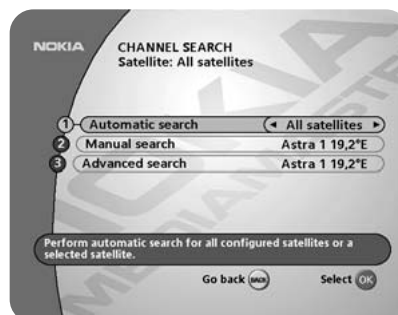 NOKIA
CHANNEL SEARCH
Satellite: All satellites
1 Automatic search All satellites
2 Manual search Astra 1 19,2°E
3 Advanced search Astra 1 19,2°E
Perform automatic search for all configured satellites or a
selected satellite.
Go back BACK Select OK
NOKIA
MEDIAMASTER